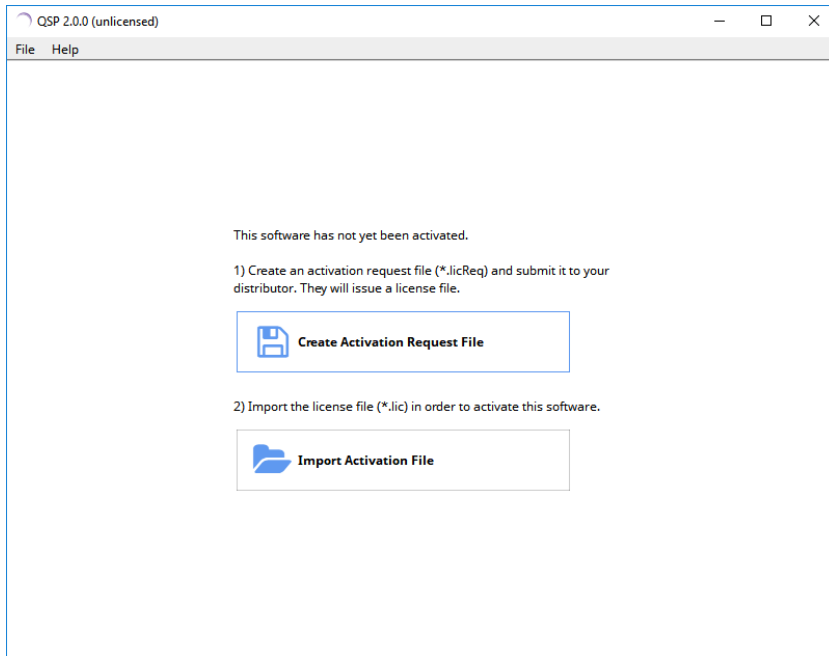 QSP 2.0.0 (unlicensed)
File Help
This software has not yet been activated.
1) Create an activation request file (*.licReq) and submit it to your
distributor. They will issue a license file.
Create Activation Request File
2) Import the license file (*.lic) in order to activate this software.
Import Activation File